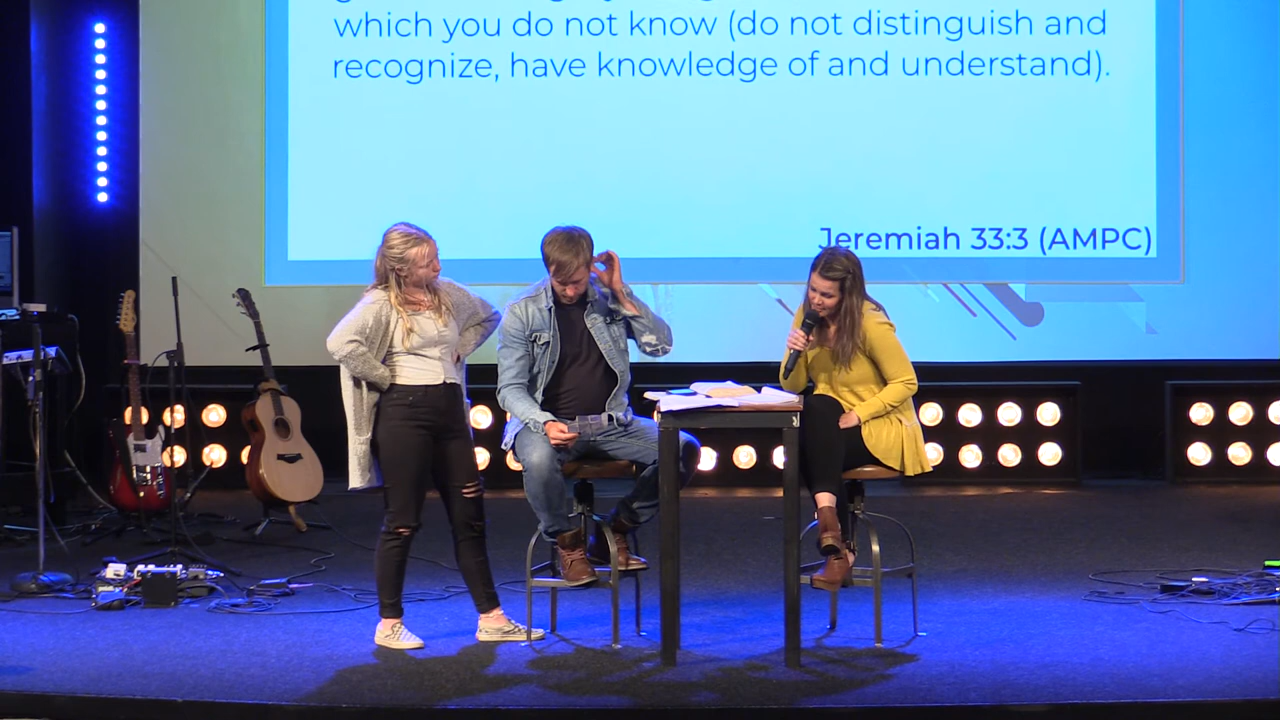 which you do not know (do not distinguish and
recognize, have knowledge of and understand).
Jeremiah 33:3 (AMPC)